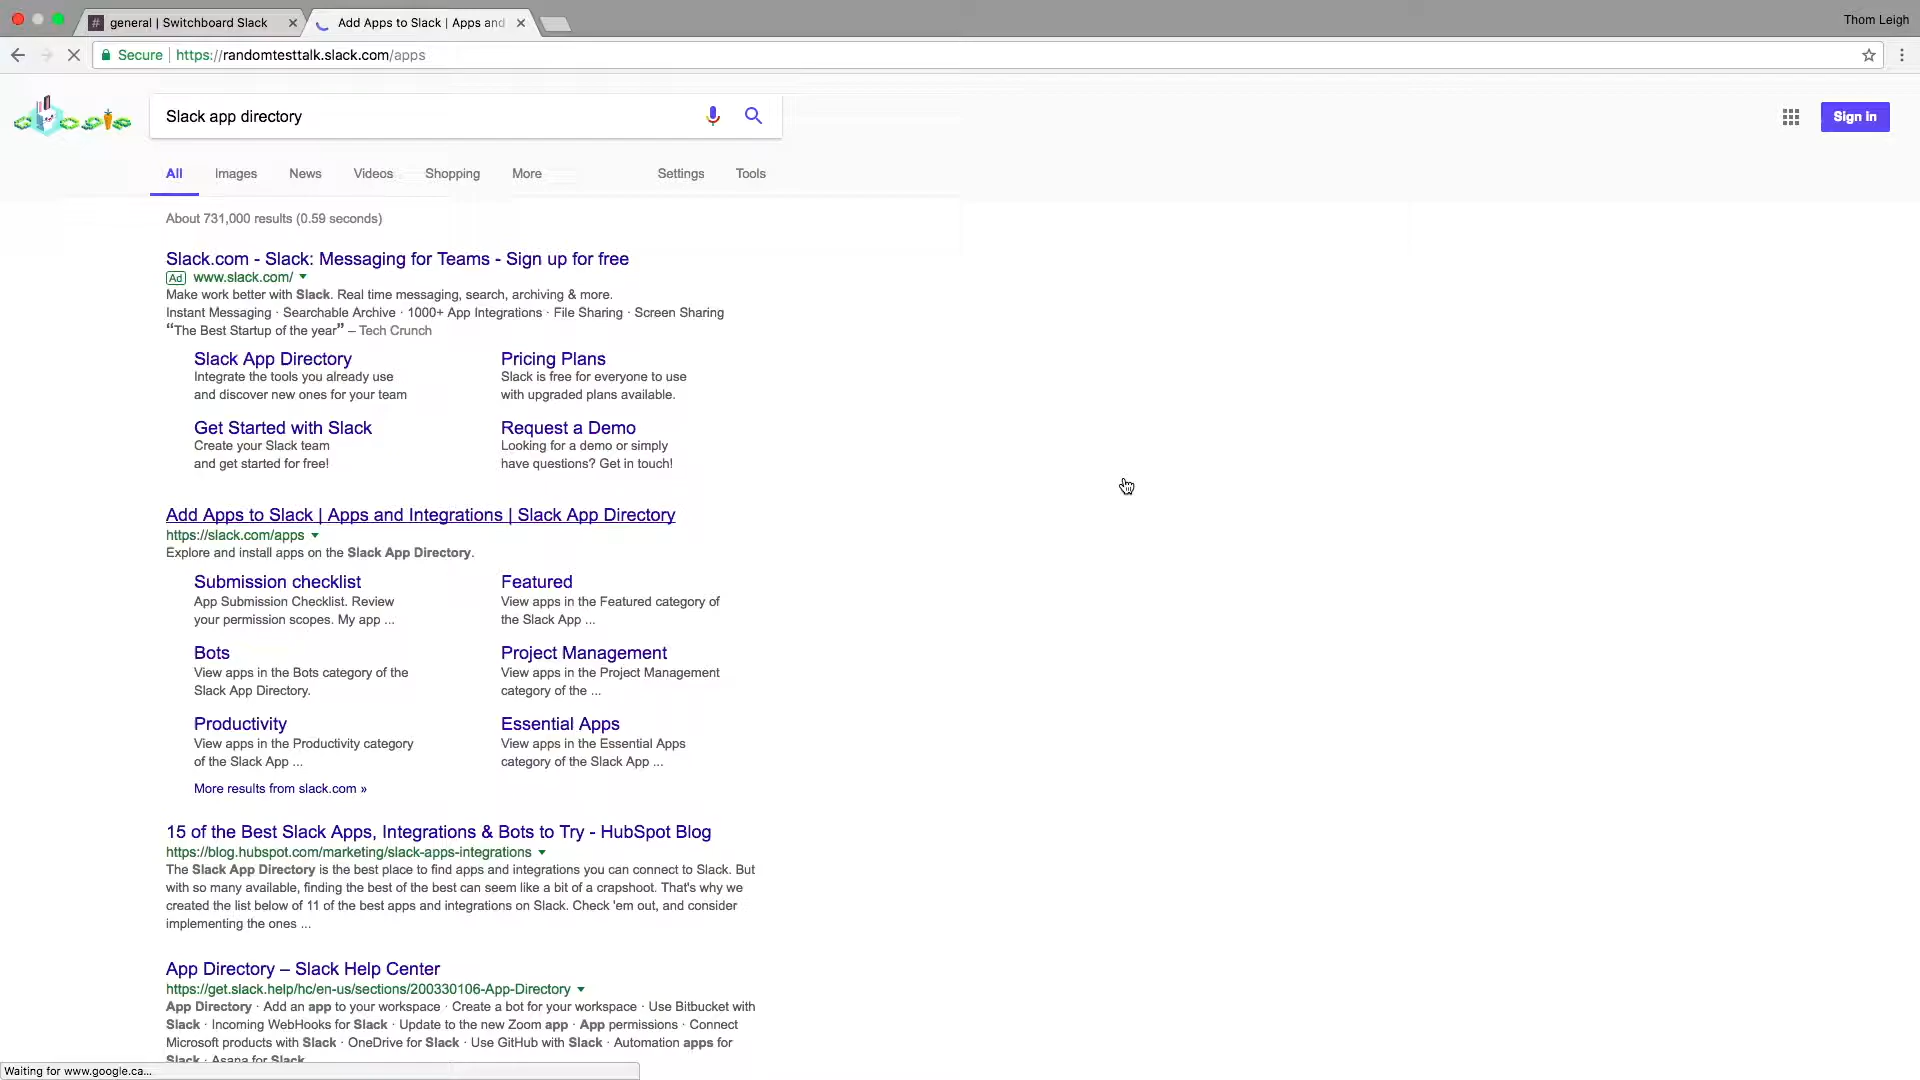 general | Switchboard Slack
Add Apps to Slack | Apps and
Thom Leigh
Secure
https://randomtesttalk.slack.com/apps
Slack app directory
Sign In
All
Images
News
Videos
Shopping
More
Settings
Tools
About 731,000 results (0.59 seconds)
Slack.com - Slack: Messaging for Teams - Sign up for free
Ad www.slack.com/
Make work better with Slack. Real time messaging, search, archiving & more.
Instant Messaging · Searchable Archive · 1000+ App Integrations · File Sharing · Screen Sharing
“The Best Startup of the year” – Tech Crunch
Slack App Directory
Integrate the tools you already use
and discover new ones for your team
Pricing Plans
Slack is free for everyone to use
with upgraded plans available.
Get Started with Slack
Create your Slack team
and get started for free!
Request a Demo
Looking for a demo or simply
have questions? Get in touch!
Add Apps to Slack | Apps and Integrations | Slack App Directory
https://slack.com/apps
Explore and install apps on the Slack App Directory.
Submission checklist
App Submission Checklist. Review
your permission scopes. My app ...
Featured
View apps in the Featured category of
the Slack App ...
Bots
View apps in the Bots category of the
Slack App Directory.
Project Management
View apps in the Project Management
category of the ...
Productivity
View apps in the Productivity category
of the Slack App ...
Essential Apps
View apps in the Essential Apps
category of the Slack App ...
More results from slack.com »
15 of the Best Slack Apps, Integrations & Bots to Try - HubSpot Blog
https://blog.hubspot.com/marketing/slack-apps-integrations
The Slack App Directory is the best place to find apps and integrations you can connect to Slack. But
with so many available, finding the best of the best can seem like a bit of a crapshoot. That's why we
created the list below of 11 of the best apps and integrations on Slack. Check 'em out, and consider
implementing the ones ...
App Directory – Slack Help Center
https://get.slack.help/hc/en-us/sections/200330106-App-Directory
App Directory · Add an app to your workspace · Create a bot for your workspace · Use Bitbucket with
Slack · Incoming WebHooks for Slack · Update to the new Zoom app · App permissions · Connect
Microsoft products with Slack · OneDrive for Slack · Use GitHub with Slack · Automation apps for
Slack · Asana for Slack
Waiting for www.google.ca...